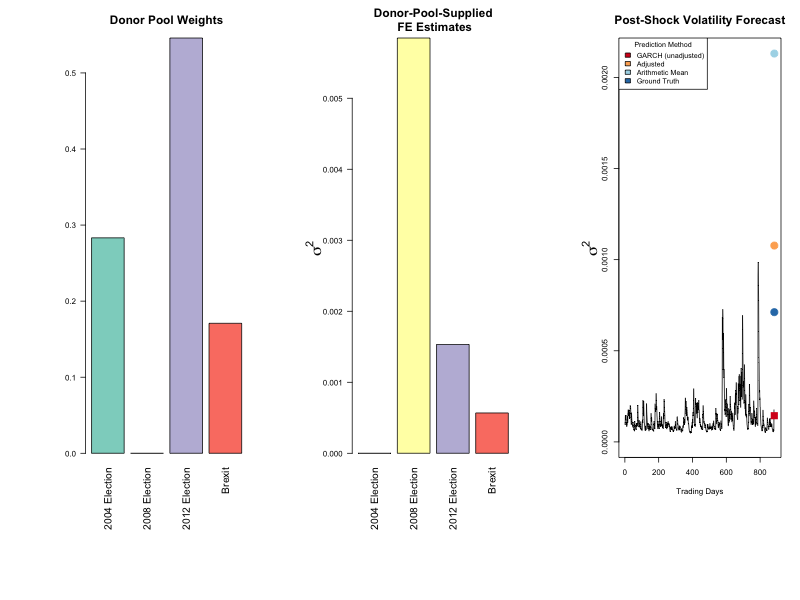 Donor Pool Weights
0.5
0.4
0.3
0.2
0.1
0.0
2004 Election
2008 Election
2012 Election
Brexit
Donor-Pool-Supplied
FE Estimates
σ2
0.005
0.004
0.003
0.002
0.001
0.000
2004 Election
2008 Election
2012 Election
Brexit
Post-Shock Volatility Forecast
σ2
0.0020
0.0015
0.0010
0.0005
0.0000
Prediction Method
GARCH (unadjusted)
Adjusted
Arithmetic Mean
Ground Truth
0 200 400 600 800
Trading Days